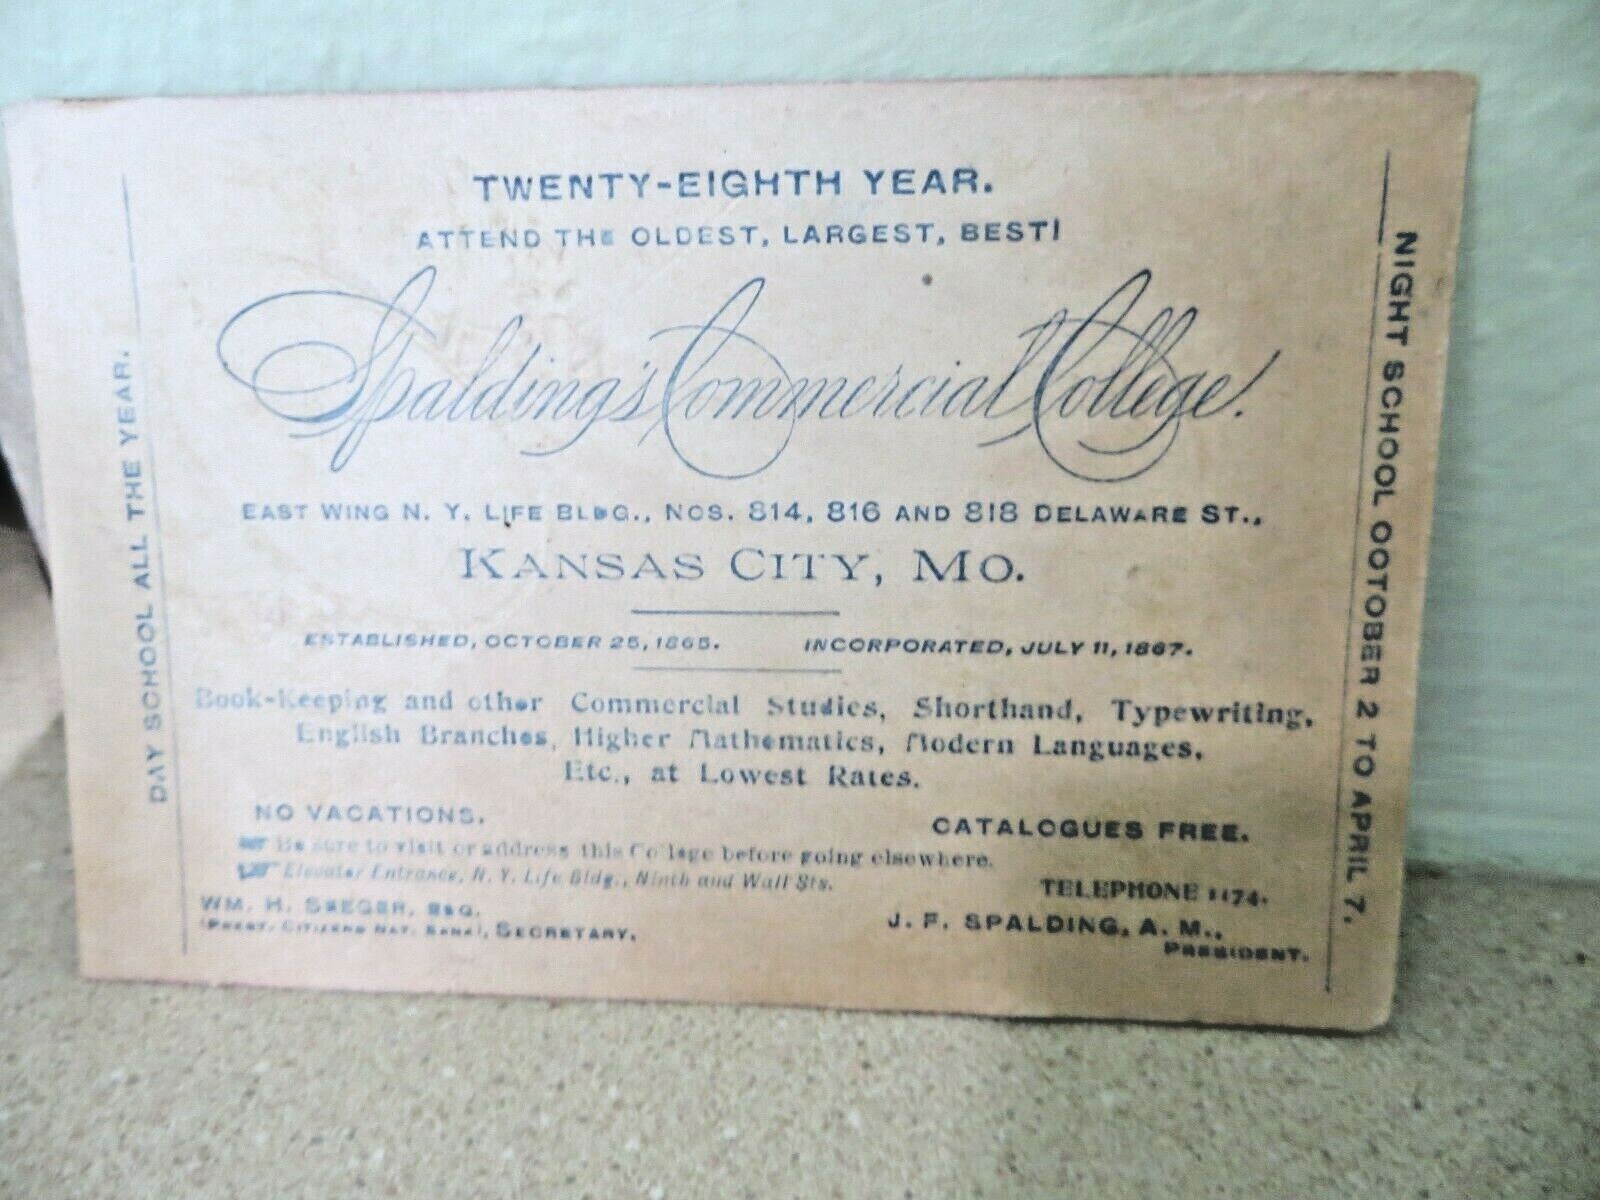 TWENTY-EIGHTH YEAR.
ATTEND THE OLDEST, LARGEST, BEST!
Spalding's Commercial College.
EAST WING N. Y. LIFE BLDG., NOS. 814, 816 AND 818 DELAWARE ST.,
KANSAS CITY, MO.
ESTABLISHED, OCTOBER 25, 1865. INCORPORATED, JULY 11, 1867.
Book-Keeping and other Commercial Studies, Shorthand, Typewriting,
English Branches, Higher Mathematics, Modern Languages,
Etc., at Lowest Rates.
NO VACATIONS.
CATALOGUES FREE.
Be sure to visit or address this College before going elsewhere.
Elevator Entrance, N. Y. Life Bldg., Ninth and Wall Sts.
TELEPHONE 1174.
WM. H. SEEGER, ESQ.
(PREST. CITIZENS NAT. BANK), SECRETARY.
J. F. SPALDING, A. M.,
PRESIDENT.
DAY SCHOOL ALL THE YEAR.
NIGHT SCHOOL OCTOBER 2 TO APRIL 7.